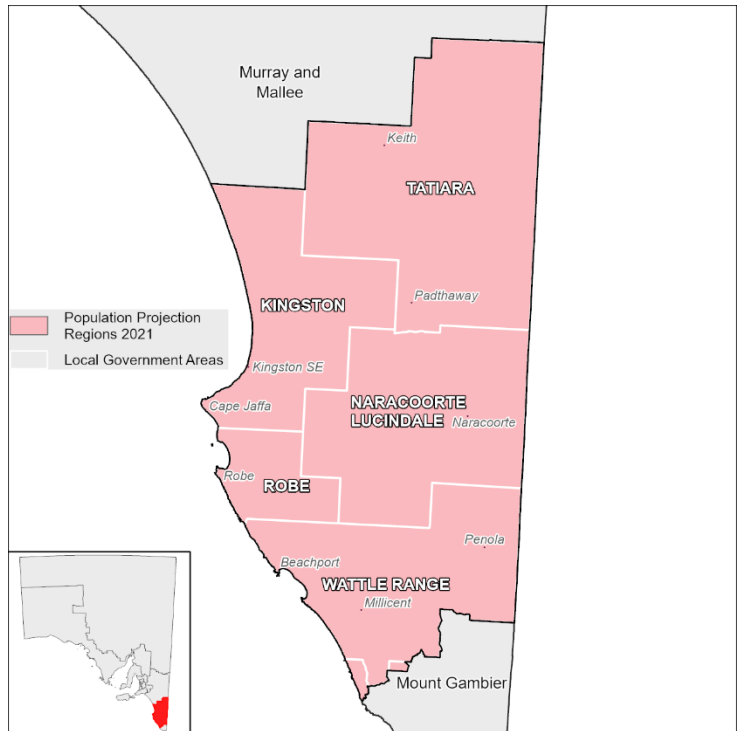 Murray and
Mallee
Keith
TATIARA
Padthaway
KINGSTON
Population Projection
Regions 2021
Local Government Areas
Kingston SE
Cape Jaffa
NARACOORTE
LUCINDALE
Naracoorte
Robe
ROBE
Penola
Beachport
WATTLE RANGE
Millicent
Mount Gambier